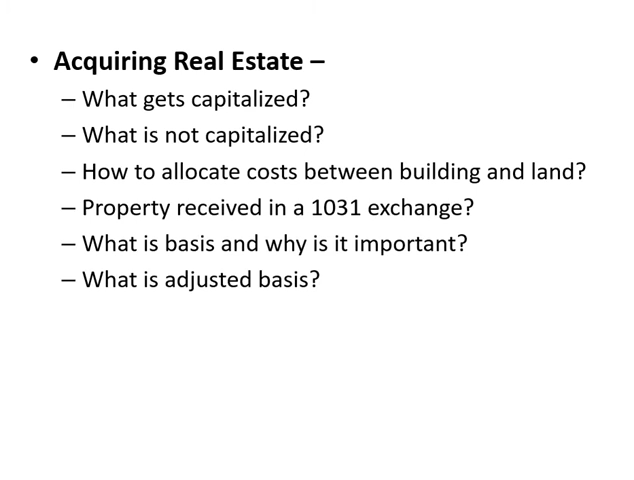 • Acquiring Real Estate –
– What gets capitalized?
– What is not capitalized?
– How to allocate costs between building and land?
– Property received in a 1031 exchange?
– What is basis and why is it important?
– What is adjusted basis?